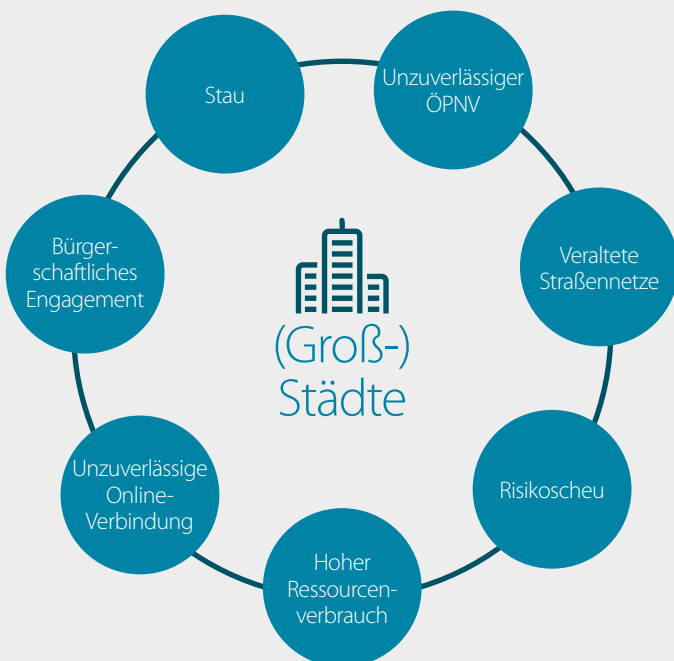 Stau
Unzuverlässiger
ÖPNV
Veraltete
Straßennetze
Risikoscheu
Hoher
Ressourcen-
verbrauch
Unzuverlässige
Online-
Verbindung
Bürger-
schaftliches
Engagement
(Groß-)
Städte